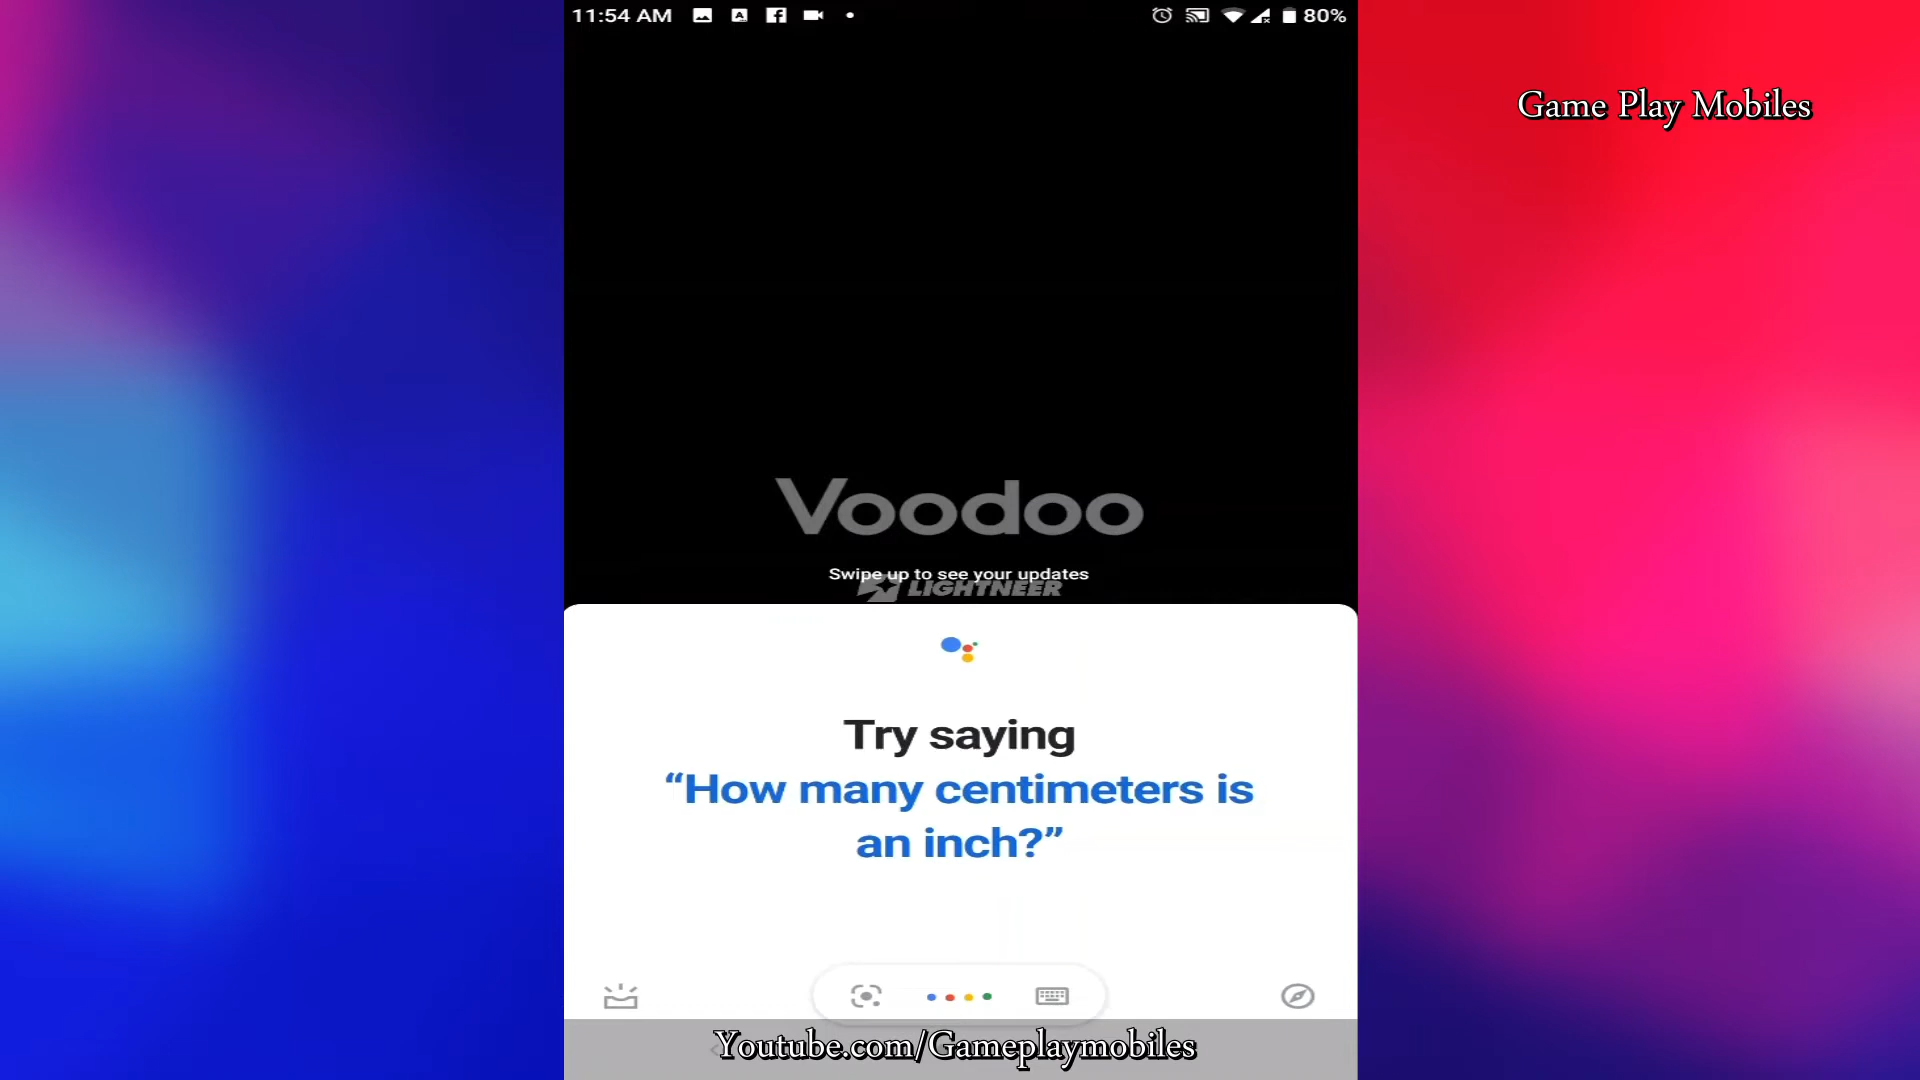 11:54 AM
80%
Game Play Mobiles
Voodoo
Swipe up to see your updates
LIGHTNEER
Try saying
“How many centimeters is
an inch?”
Youtube.com/Gameplaymobiles